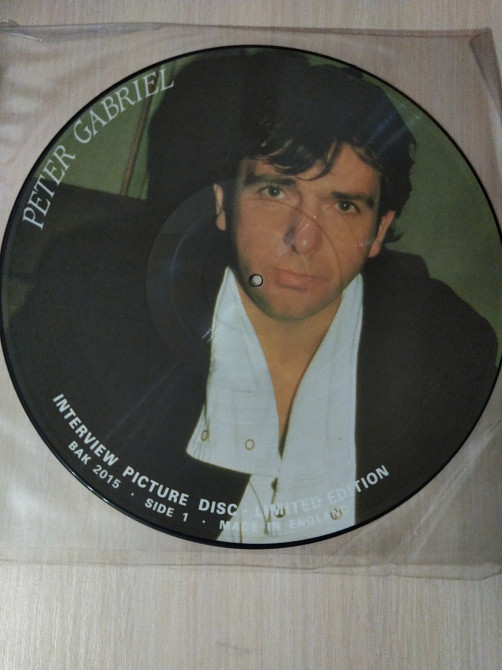 PETER GABRIEL
INTERVIEW PICTURE DISC · LIMITED EDITION
BAK 2015 · SIDE 1 · MADE IN ENGLAND